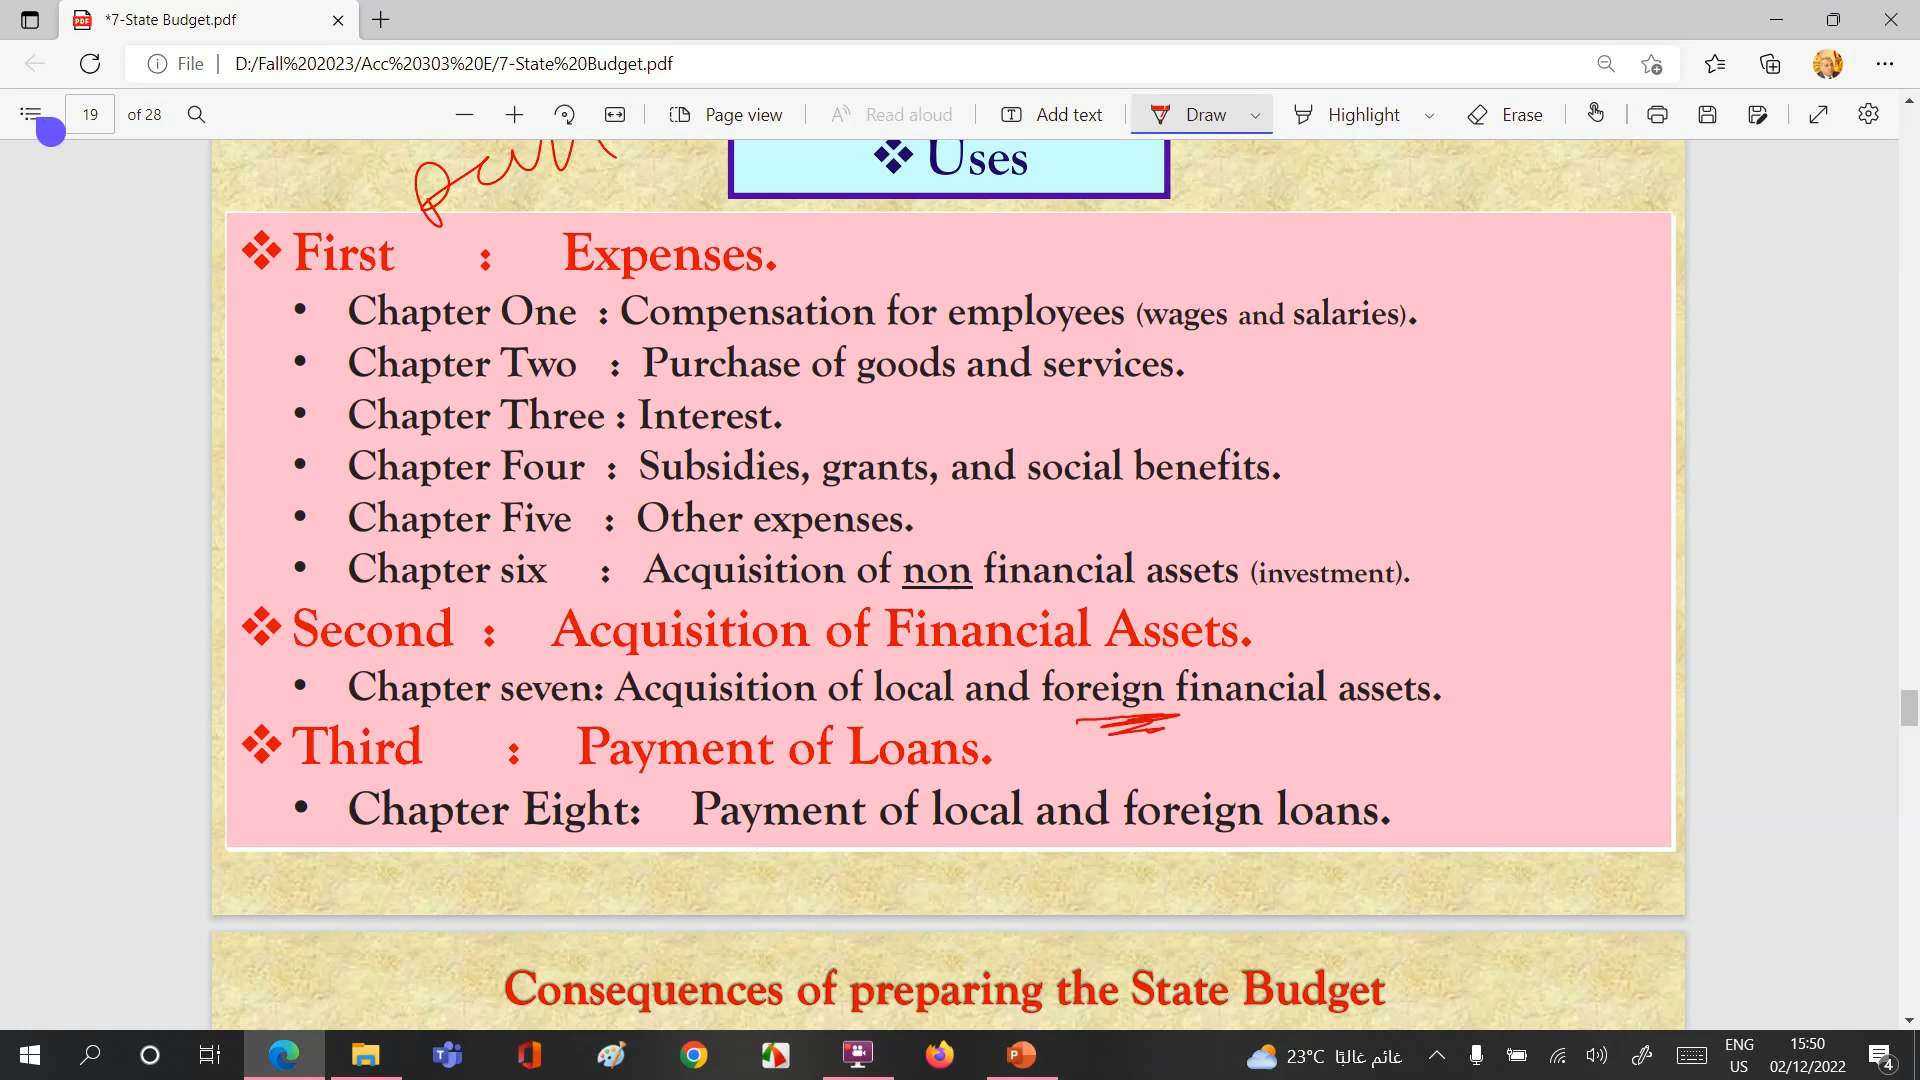 *7-State Budget.pdf
File
D:/Fall%202023/Acc%20303%20E/7-State%20Budget.pdf
19 of 28
Page view
Read aloud
Add text
Draw
Highlight
Erase
❖ Uses
❖ First : Expenses.
• Chapter One : Compensation for employees (wages and salaries).
• Chapter Two : Purchase of goods and services.
• Chapter Three : Interest.
• Chapter Four : Subsidies, grants, and social benefits.
• Chapter Five : Other expenses.
• Chapter six : Acquisition of non financial assets (investment).
❖ Second : Acquisition of Financial Assets.
• Chapter seven: Acquisition of local and foreign financial assets.
❖ Third : Payment of Loans.
• Chapter Eight: Payment of local and foreign loans.
Consequences of preparing the State Budget
23°C غائم غالبًا
ENG
US
15:50
02/12/2022
4